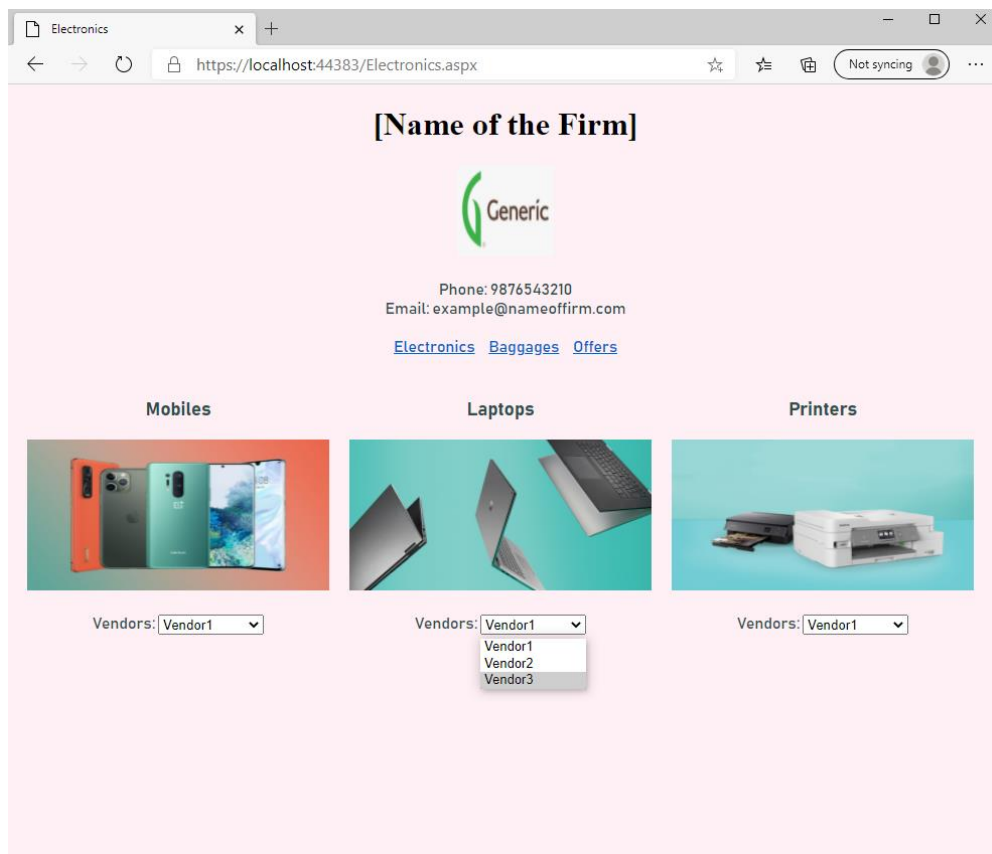 Electronics
https://localhost:44383/Electronics.aspx
Not syncing
[Name of the Firm]
Generic
Phone: 9876543210
Email: example@nameoffirm.com
Electronics Baggages Offers
Mobiles Laptops Printers
Vendors: Vendor1 Vendors: Vendor1 Vendors: Vendor1
Vendor1
Vendor2
Vendor3